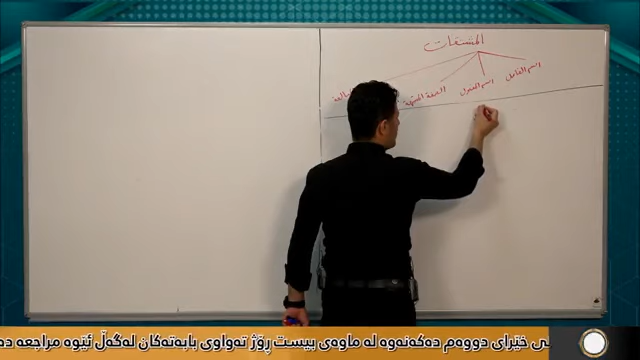 المشتقات
اسم الفاعل اسم المفعول الصفة المشبهة
خێرای دووەم دەکەنەوە لە ماوەی بیست ڕۆژ تەواوی بابەتەکان لەگەڵ ئێوە مراجعە